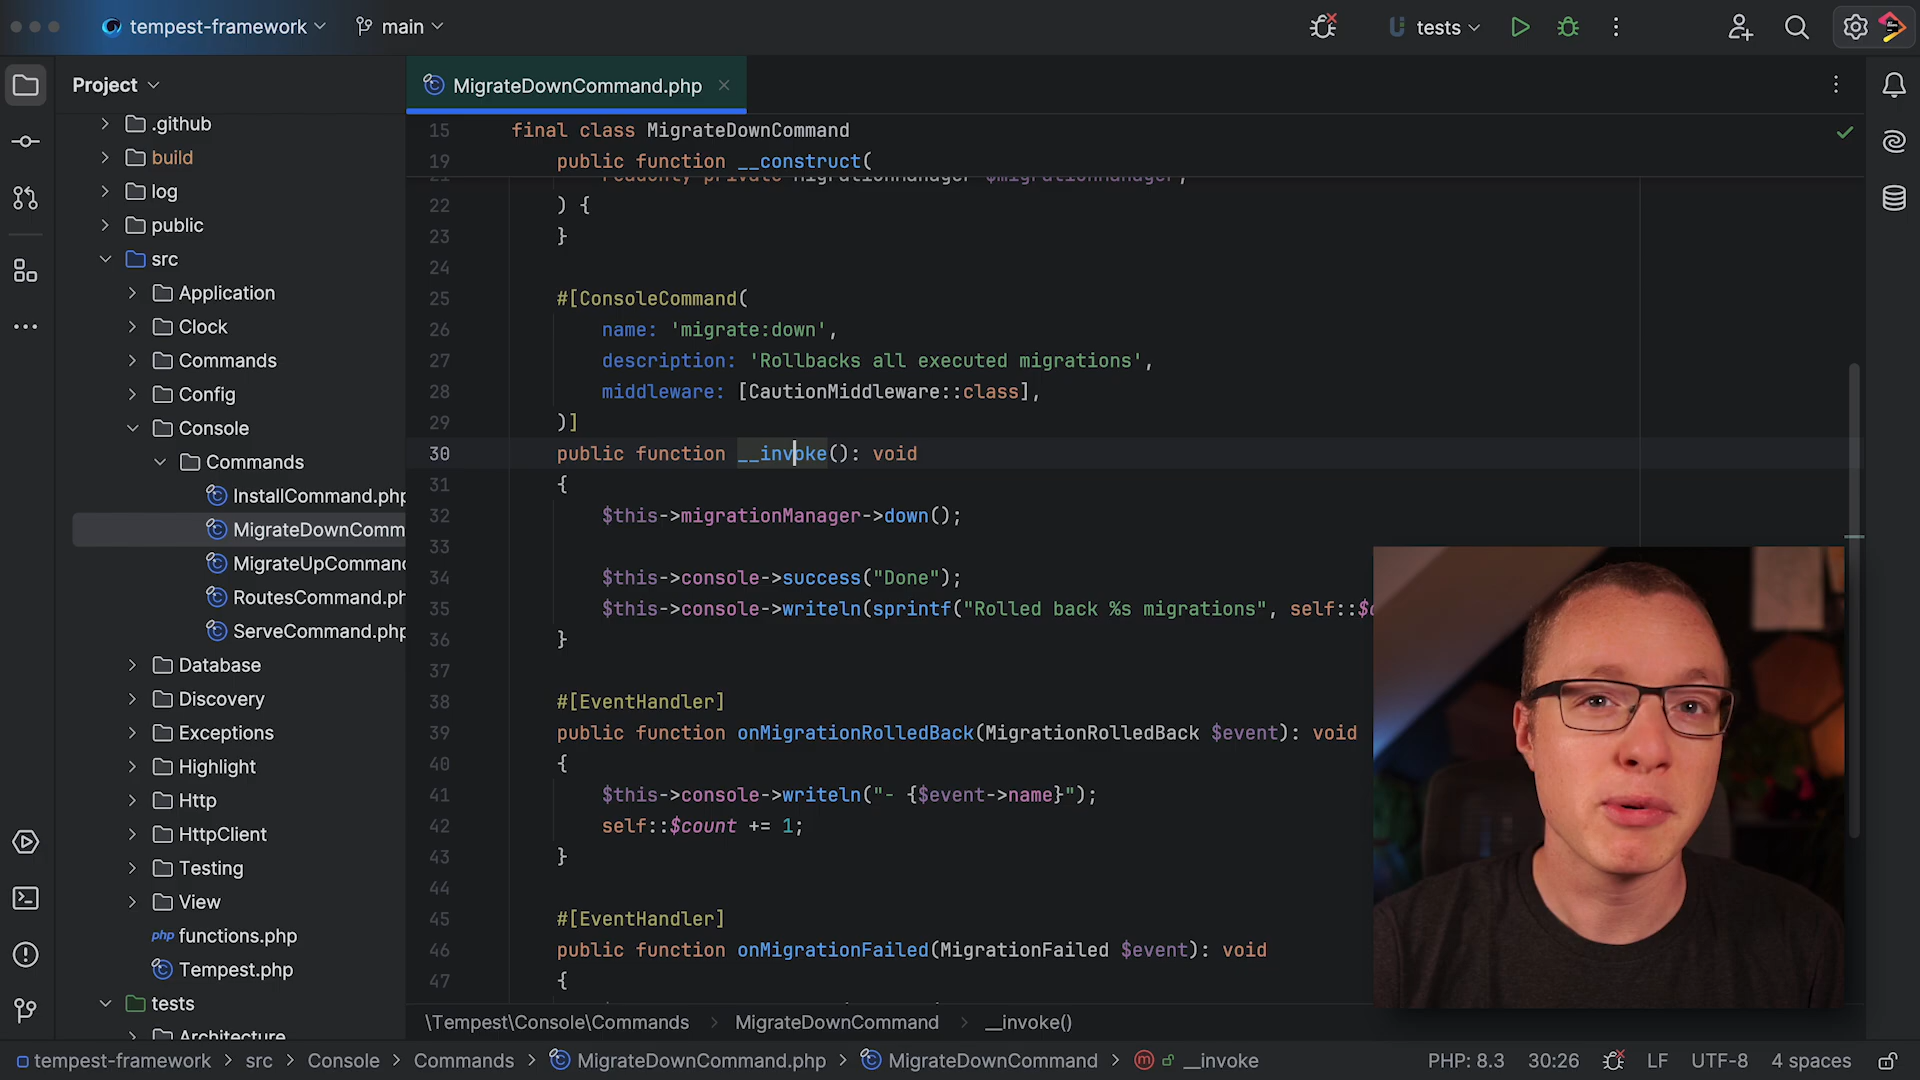 tempest-framework
main
tests
Project
.github
build
log
public
src
Application
Clock
Commands
Config
Console
Commands
InstallCommand.php
MigrateDownComm
MigrateUpCommand
RoutesCommand.ph
ServeCommand.php
Database
Discovery
Exceptions
Highlight
Http
HttpClient
Testing
View
php functions.php
Tempest.php
tests
Architecture
MigrateDownCommand.php
15 final class MigrateDownCommand
19 public function __construct(
21 readonly private MigrationManager $migrationManager,
22 ) {
23 }
24
25 #[ConsoleCommand(
26 name: 'migrate:down',
27 description: 'Rollbacks all executed migrations',
28 middleware: [CautionMiddleware::class],
29 )]
30 public function __invoke(): void
31 {
32 $this->migrationManager->down();
33
34 $this->console->success("Done");
35 $this->console->writeln(sprintf("Rolled back %s migrations", self::$
36 }
37
38 #[EventHandler]
39 public function onMigrationRolledBack(MigrationRolledBack $event): void
40 {
41 $this->console->writeln("- {$event->name}");
42 self::$count += 1;
43 }
44
45 #[EventHandler]
46 public function onMigrationFailed(MigrationFailed $event): void
47 {
\Tempest\Console\Commands > MigrateDownCommand > __invoke()
tempest-framework > src > Console > Commands > MigrateDownCommand.php > MigrateDownCommand > m __invoke
PHP: 8.3 30:26 LF UTF-8 4 spaces